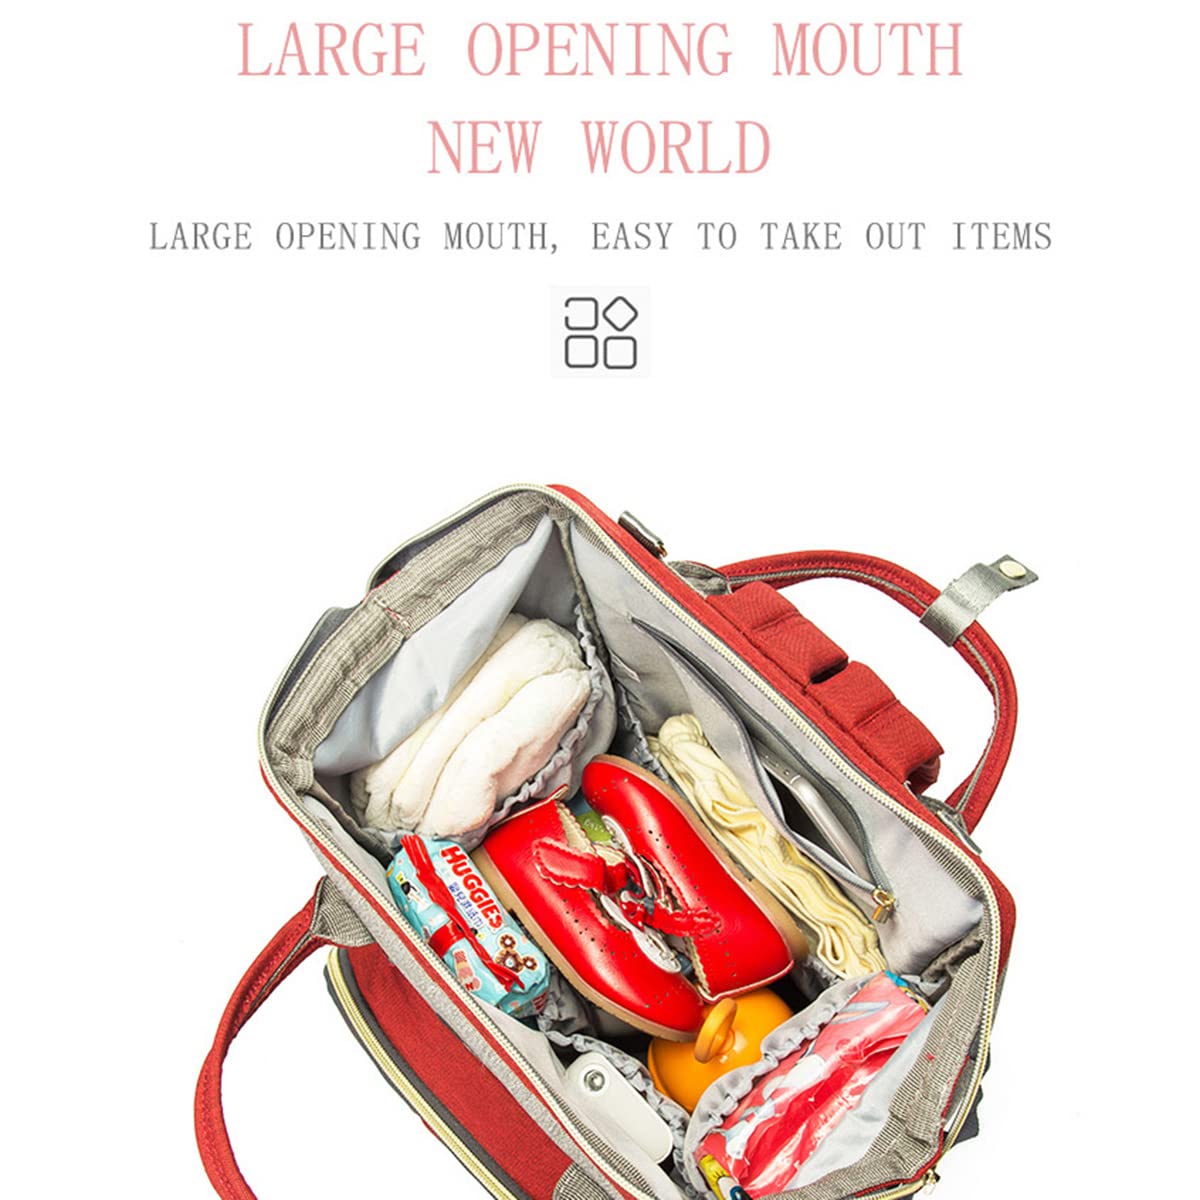 LARGE OPENING MOUTH
NEW WORLD
LARGE OPENING MOUTH, EASY TO TAKE OUT ITEMS
HUGGIES